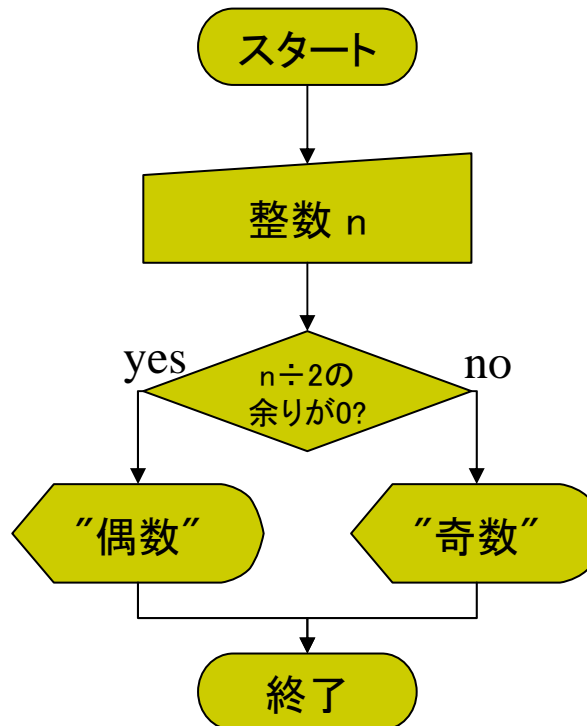 スタート
整数 n
yes
no
n÷2の
余りが0?
"偶数"
"奇数"
終了